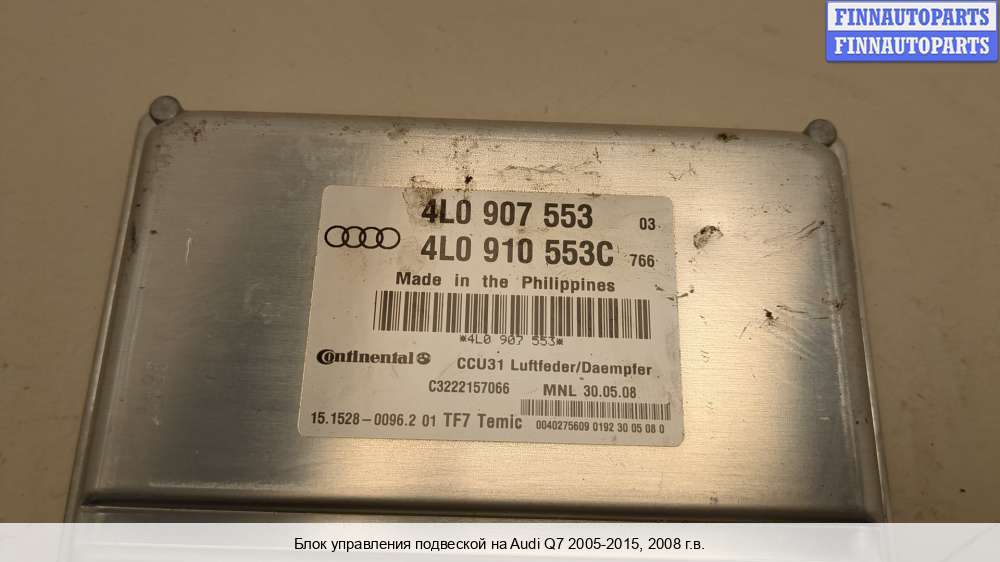 FINNAUTOPARTS
FINNAUTOPARTS
4L0 907 553 03
4L0 910 553C 766
Made in the Philippines
*4L0 907 553*
Continental CCU31 Luftfeder/Daempfer
C3222157066 MNL 30.05.08
15.1528-0096.2 01 TF7 Temic
0040275609 0192 30 05 08 0
Блок управления подвеской на Audi Q7 2005-2015, 2008 г.в.